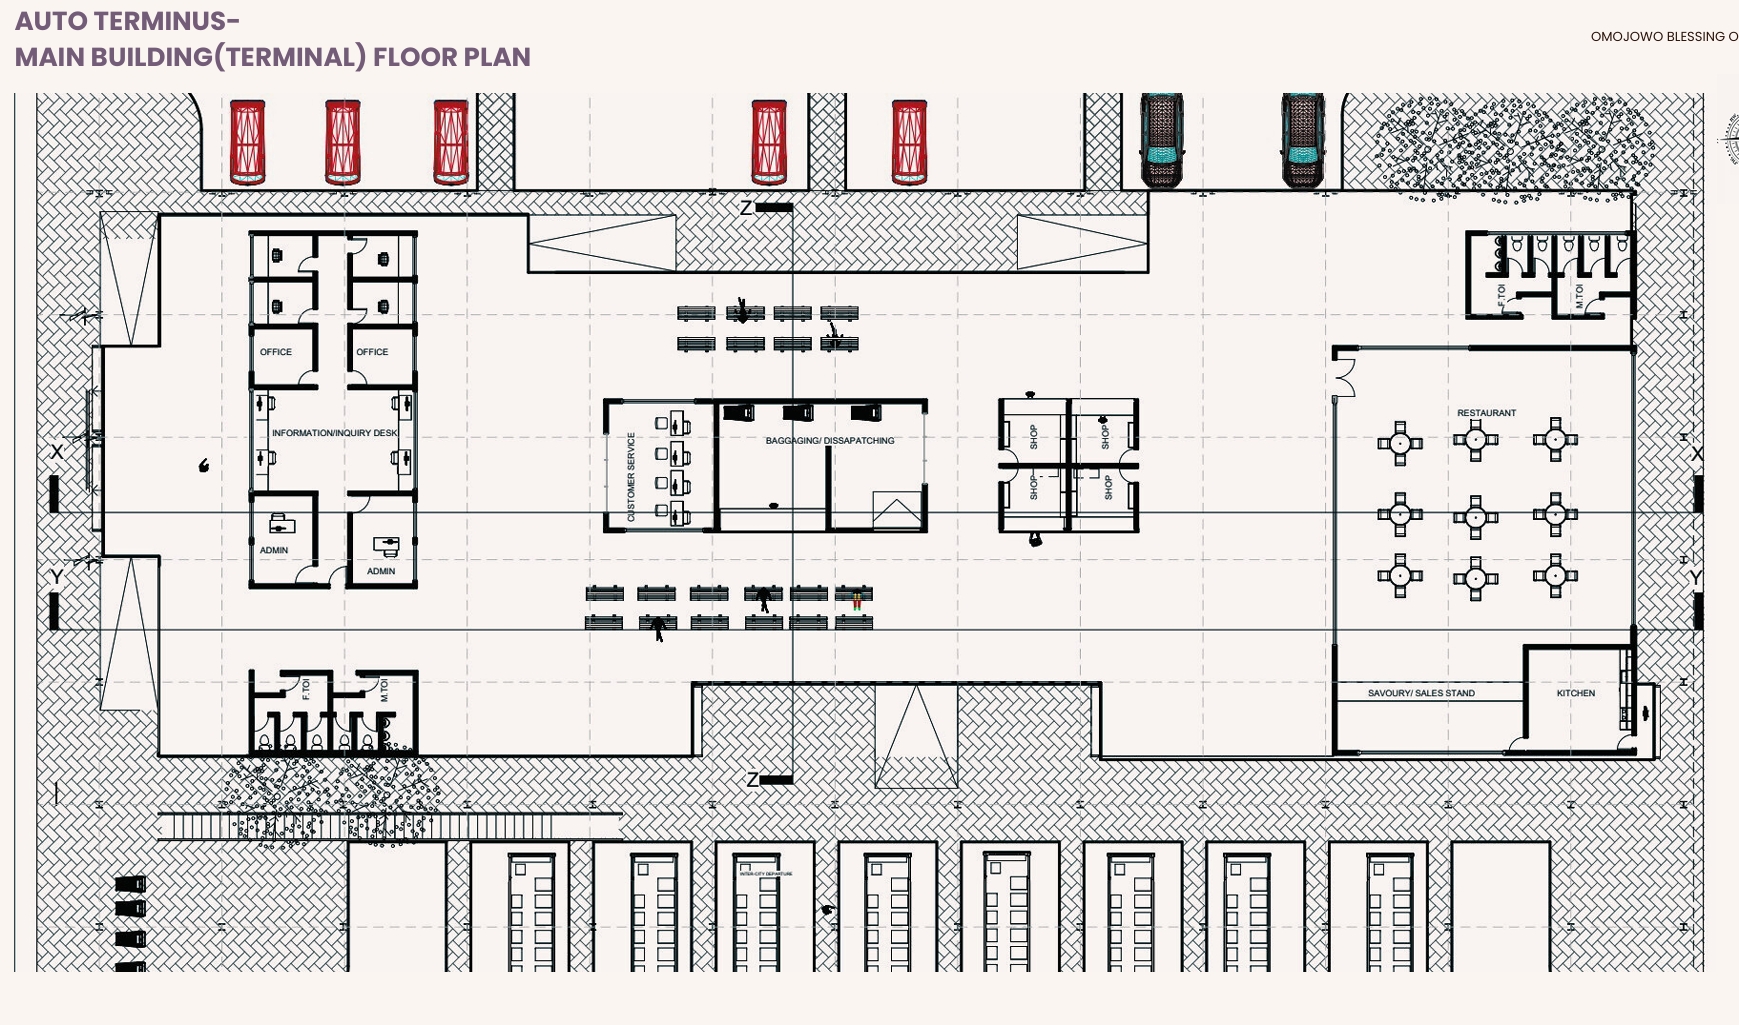 AUTO TERMINUS-
MAIN BUILDING(TERMINAL) FLOOR PLAN
OMOJOWO BLESSING O
Z
OFFICE
OFFICE
F.TOI
M.TOI
INFORMATION/INQUIRY DESK
CUSTOMER SERVICE
BAGGAGING/ DISSAPATCHING
SHOP
SHOP
RESTAURANT
X
X
SHOP
SHOP
ADMIN
ADMIN
Y
Y
F.TOI
M.TOI
SAVOURY/ SALES STAND
KITCHEN
Z
INTER-CITY DEPARTURE